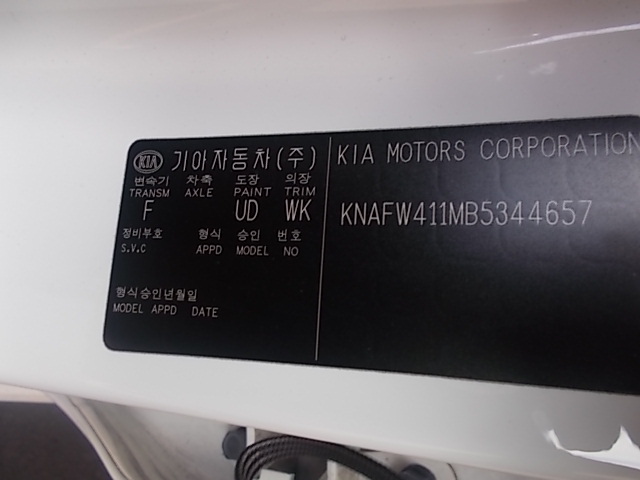 KIA 기아자동차(주)
변속기 차축 도장 의장
TRANSM AXLE PAINT TRIM
F UD WK
정비부호 형식 승인 번호
S.V.C APPD MODEL NO
형식승인년월일
MODEL APPD DATE
KIA MOTORS CORPORATION
KNAFW411MB5344657